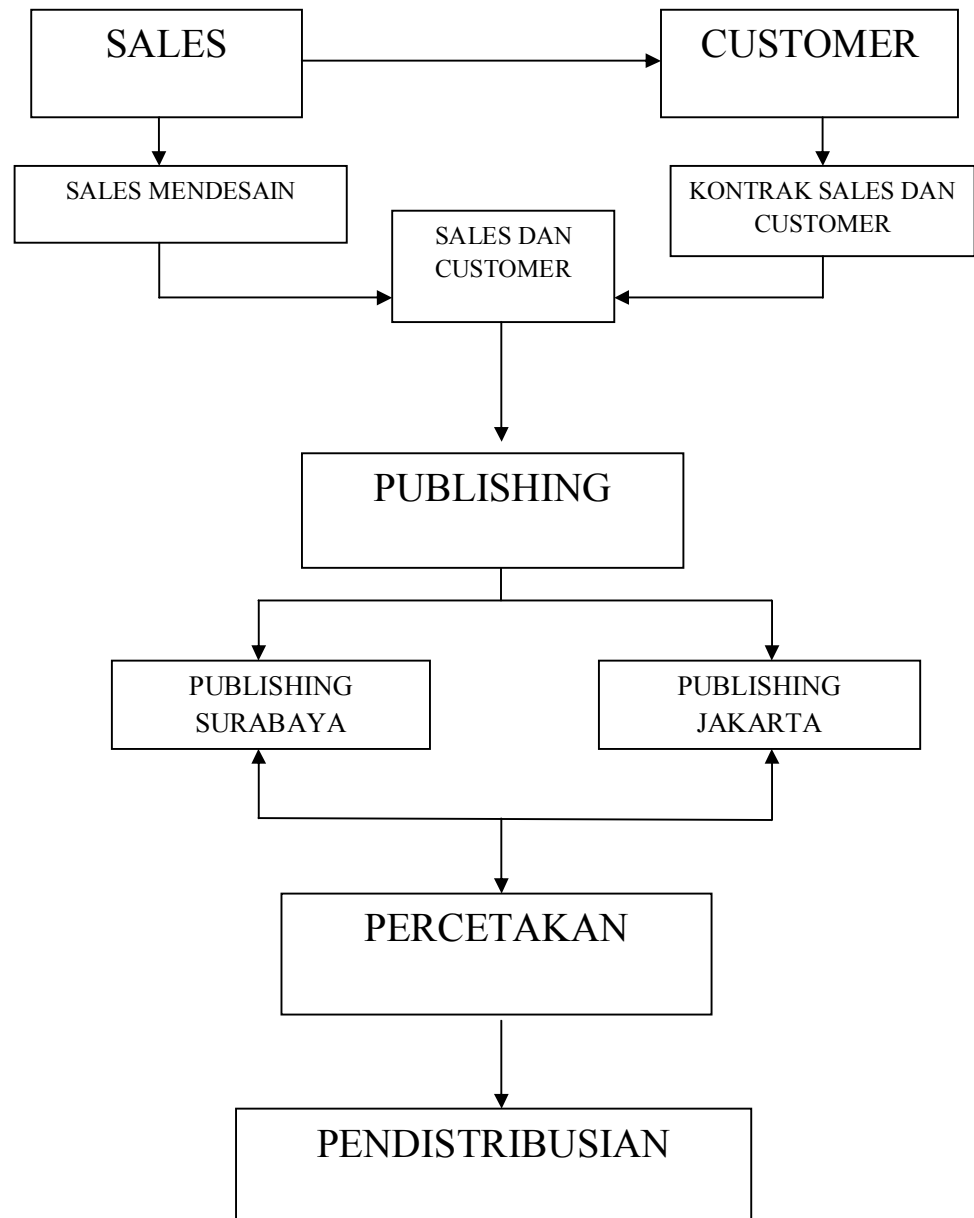 SALES
CUSTOMER
SALES MENDESAIN
KONTRAK SALES DAN
CUSTOMER
SALES DAN
CUSTOMER
PUBLISHING
PUBLISHING
SURABAYA
PUBLISHING
JAKARTA
PERCETAKAN
PENDISTRIBUSIAN